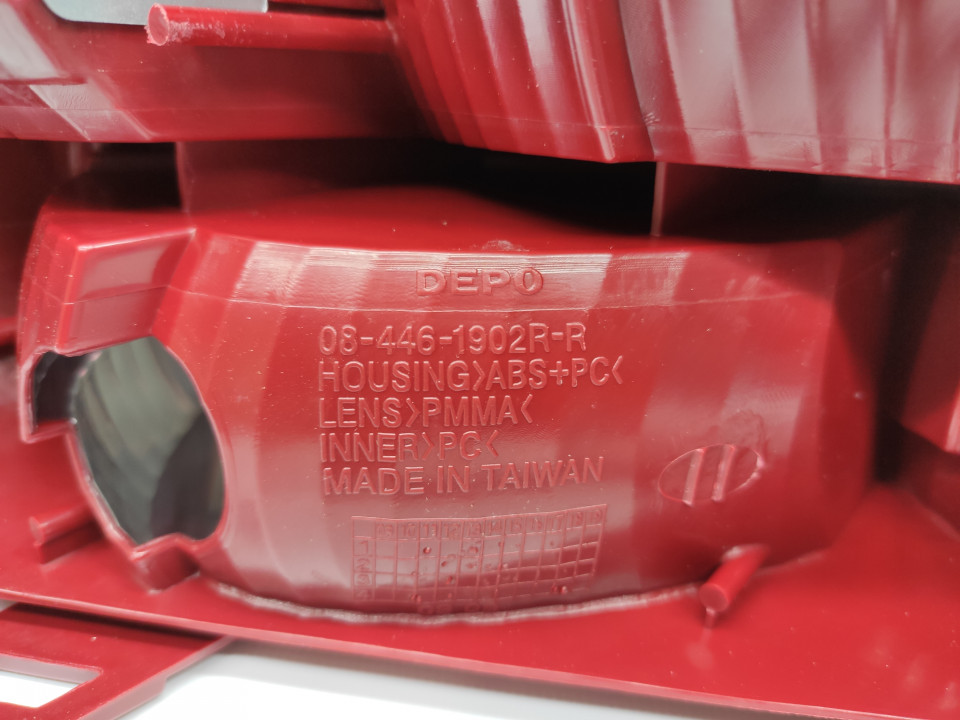 DEPO
08-446-1902R-R
HOUSING>ABS+PC<
LENS>PMMA<
INNER>PC<
MADE IN TAIWAN